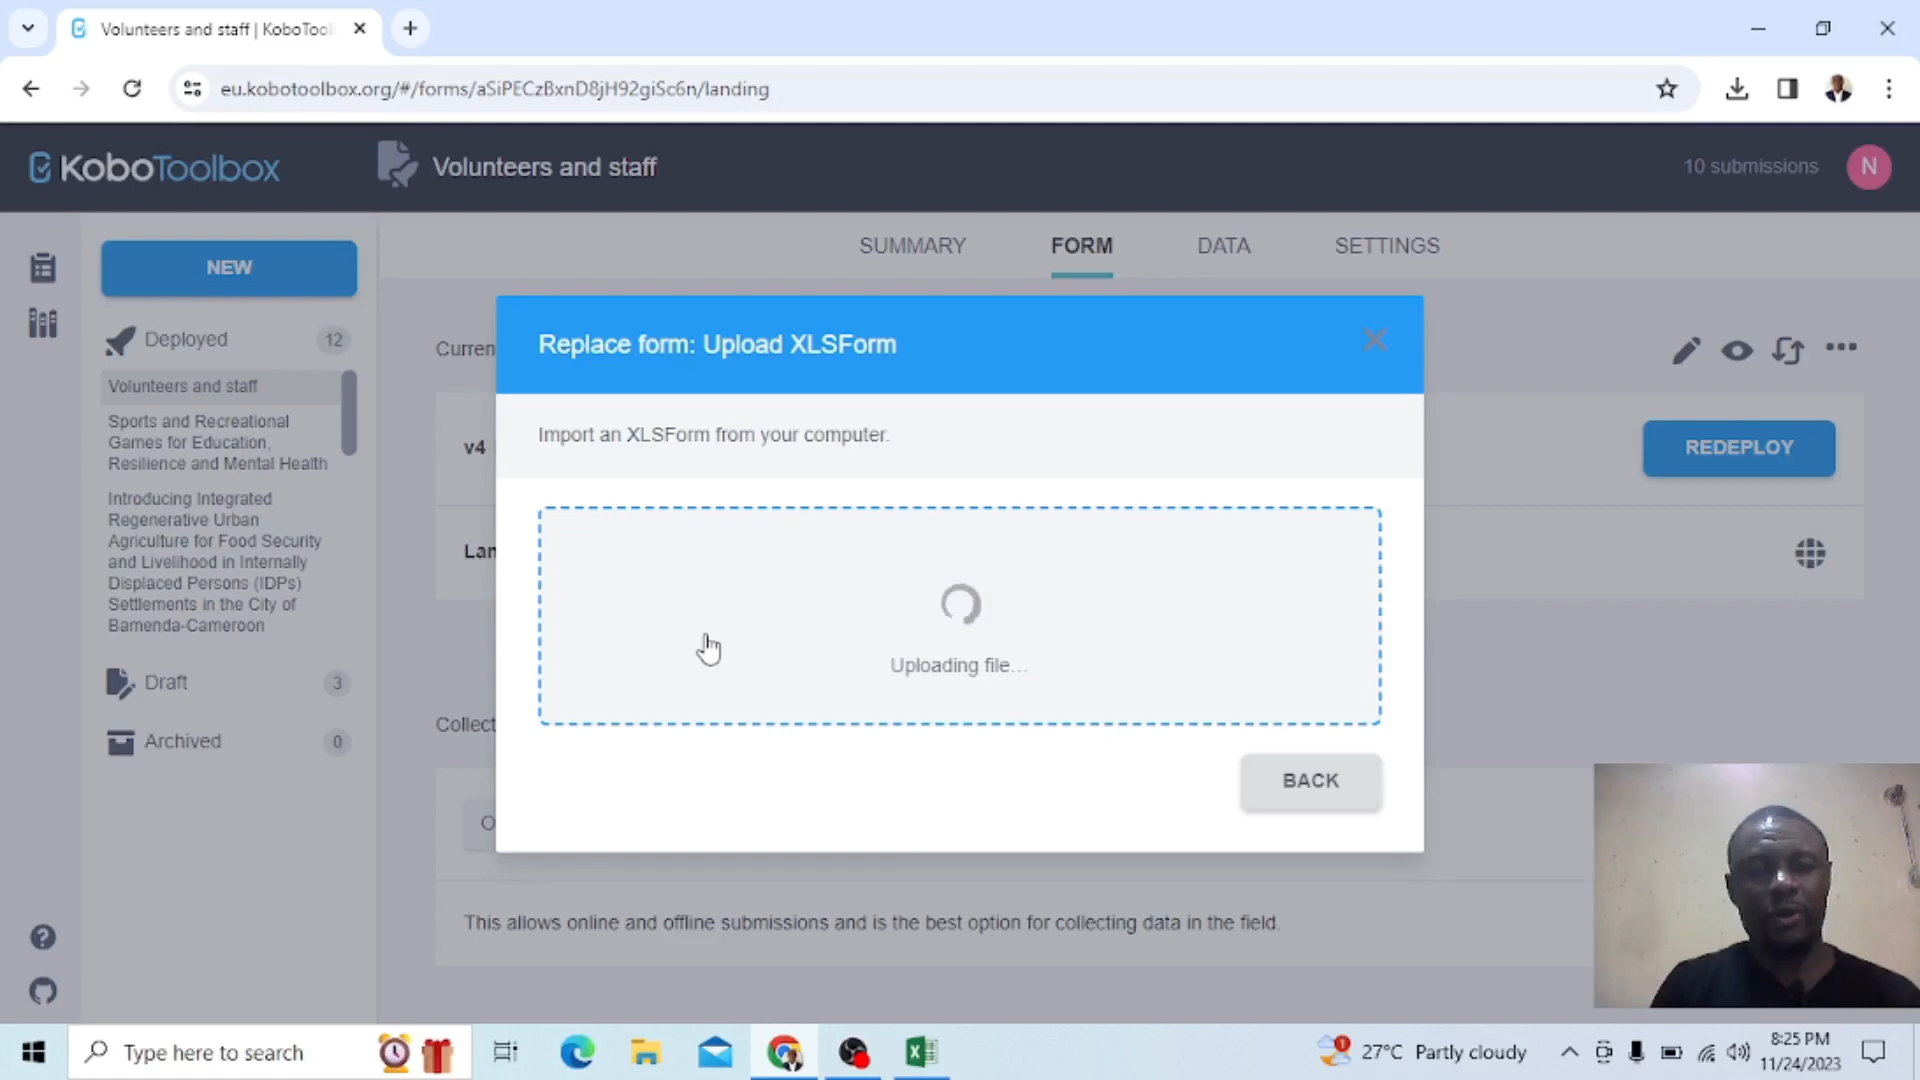 Volunteers and staff | KoboTool
eu.kobotoolbox.org/#/forms/aSiPECzBxnD8jH92giSc6n/landing
KoboToolbox
Volunteers and staff
10 submissions
N
NEW
SUMMARY
FORM
DATA
SETTINGS
Deployed
12
Volunteers and staff
Sports and Recreational
Games for Education,
Resilience and Mental Health
Introducing Integrated
Regenerative Urban
Agriculture for Food Security
and Livelihood in Internally
Displaced Persons (IDPs)
Settlements in the City of
Bamenda-Cameroon
Draft
3
Archived
0
Curren
v4
REDEPLOY
Lan
Replace form: Upload XLSForm
Import an XLSForm from your computer.
Uploading file...
BACK
Collect
O
This allows online and offline submissions and is the best option for collecting data in the field.
Type here to search
1
27°C Partly cloudy
8:25 PM
11/24/2023